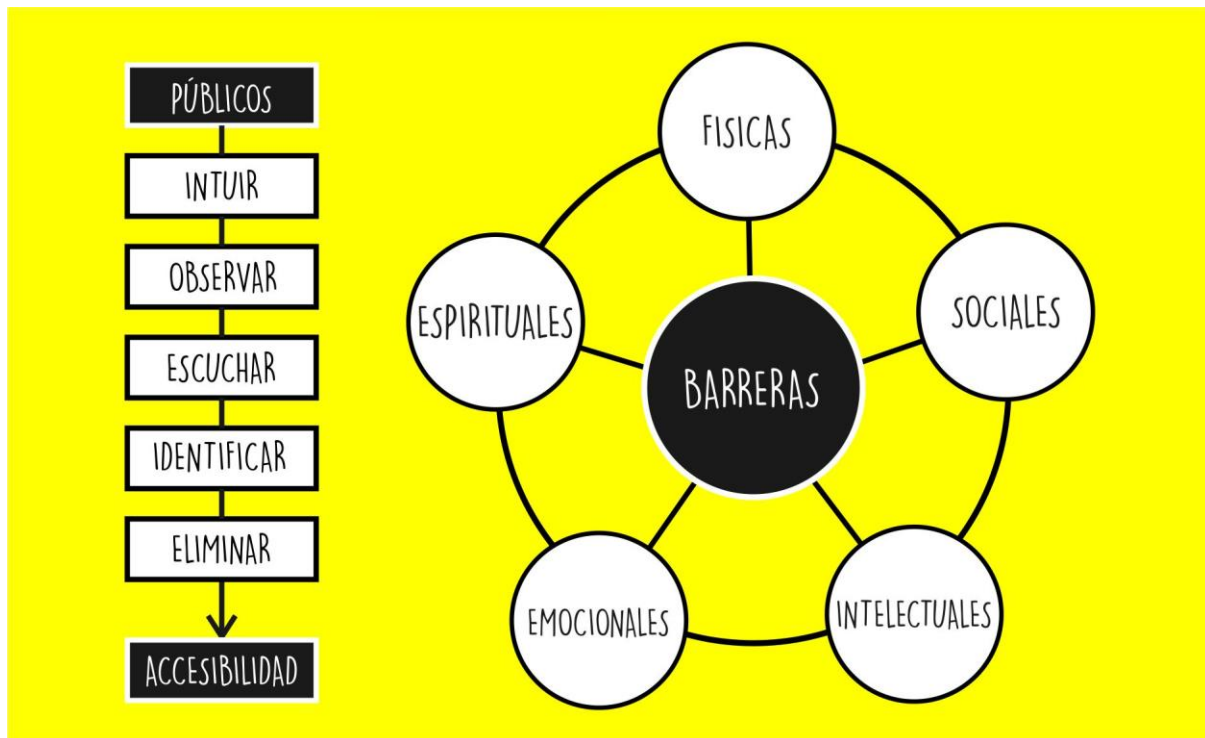 PÚBLICOS
INTUIR
OBSERVAR
ESCUCHAR
IDENTIFICAR
ELIMINAR
ACCESIBILIDAD
FISICAS
SOCIALES
INTELECTUALES
EMOCIONALES
ESPIRITUALES
BARRERAS